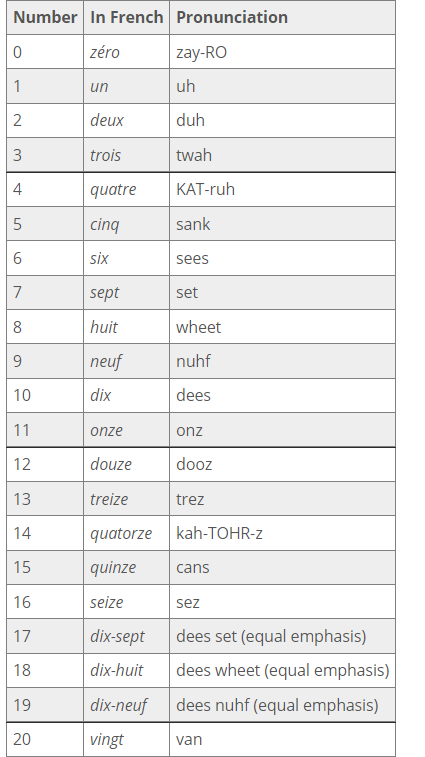 Number In French Pronunciation
0 zéro zay-RO
1 un uh
2 deux duh
3 trois twah
4 quatre KAT-ruh
5 cinq sank
6 six sees
7 sept set
8 huit wheet
9 neuf nuhf
10 dix dees
11 onze onz
12 douze dooz
13 treize trez
14 quatorze kah-TOHR-z
15 quinze cans
16 seize sez
17 dix-sept dees set (equal emphasis)
18 dix-huit dees wheet (equal emphasis)
19 dix-neuf dees nuhf (equal emphasis)
20 vingt van